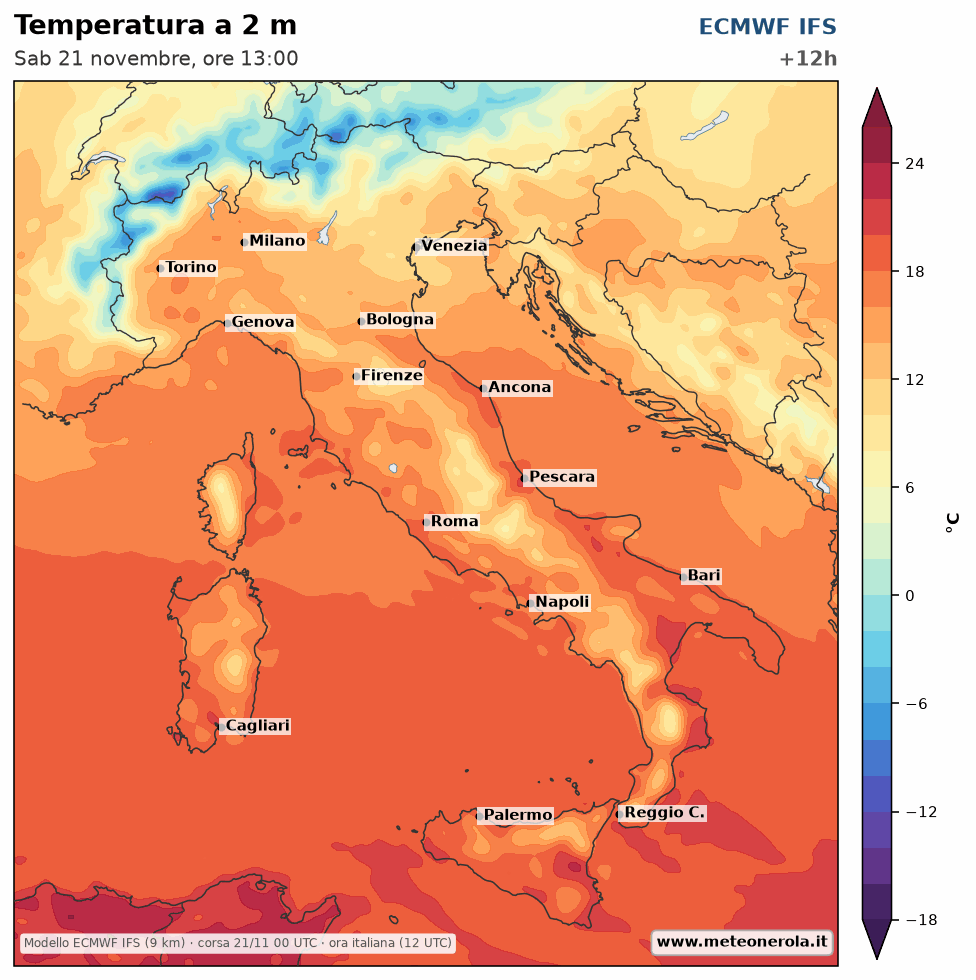 Temperatura a 2 m
ECMWF IFS
Sab 21 novembre, ore 13:00
+12h
Milano
Venezia
Torino
Genova
Bologna
Firenze
Ancona
Pescara
Roma
Bari
Napoli
Cagliari
Palermo
Reggio C.
24
18
12
6
0
−6
−12
−18
°C
Modello ECMWF IFS (9 km) · corsa 21/11 00 UTC · ora italiana (12 UTC)
www.meteonerola.it